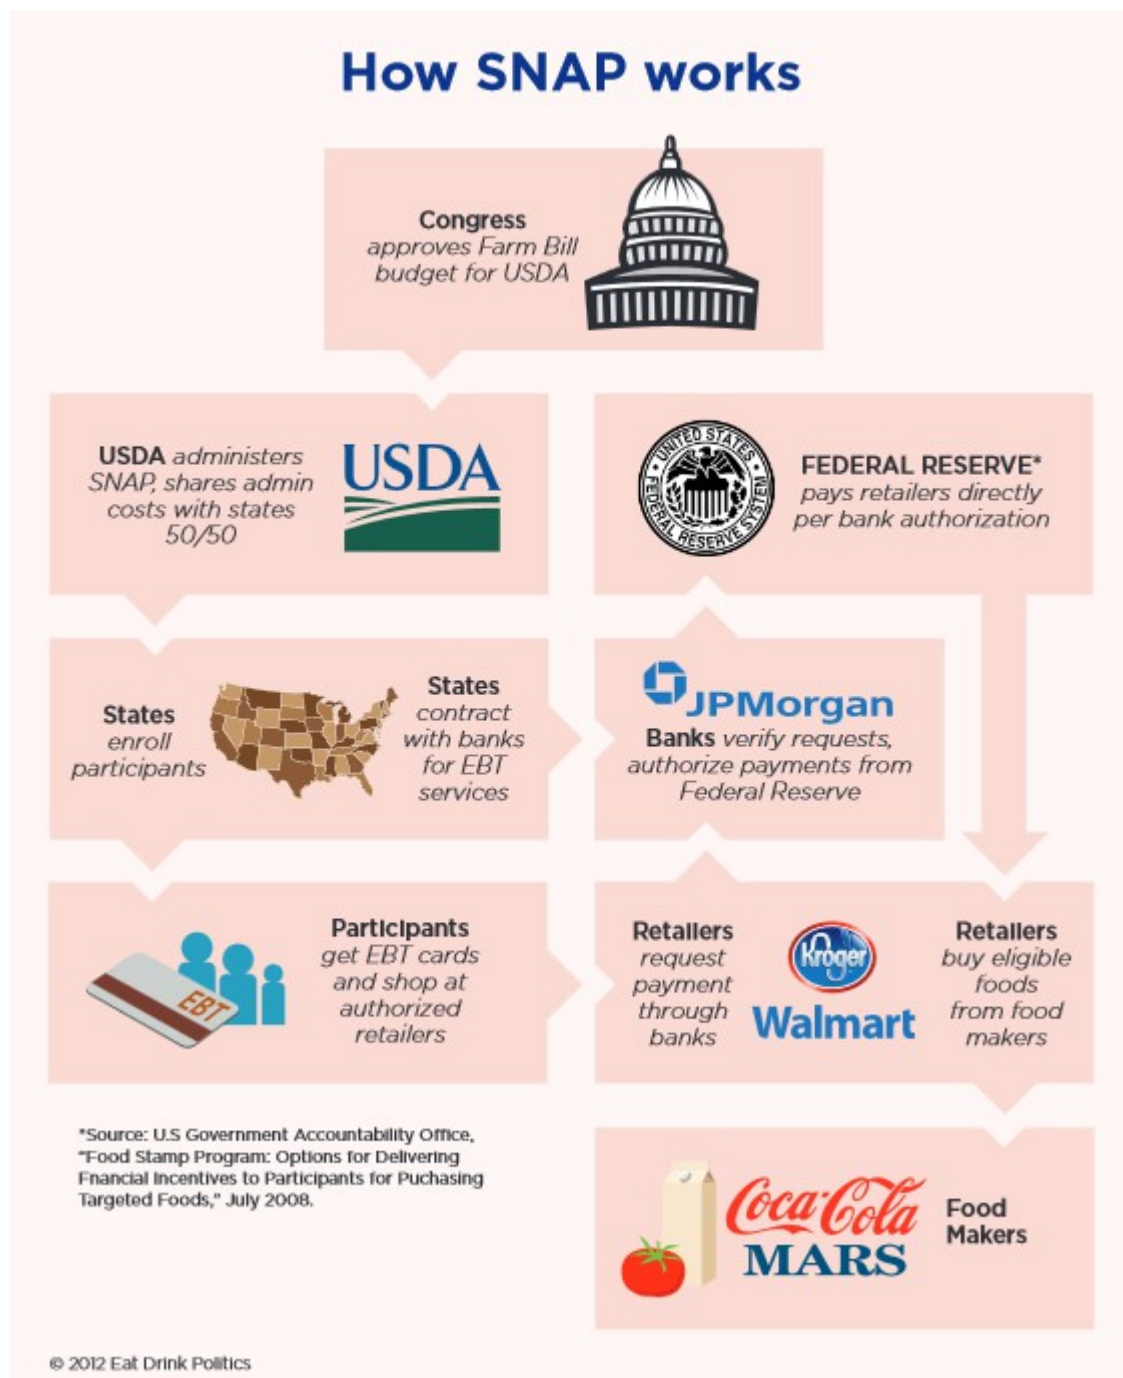 How SNAP works
Congress
approves Farm Bill
budget for USDA
USDA administers
SNAP, shares admin
costs with states
50/50
USDA
UNITED STATES
FEDERAL RESERVE SYSTEM
FEDERAL RESERVE*
pays retailers directly
per bank authorization
States
enroll
participants
States
contract
with banks
for EBT
services
JPMorgan
Banks verify requests,
authorize payments from
Federal Reserve
EBT
Participants
get EBT cards
and shop at
authorized
retailers
Retailers
request
payment
through
banks
Kroger
Walmart
Retailers
buy eligible
foods
from food
makers
*Source: U.S Government Accountability Office,
"Food Stamp Program: Options for Delivering
Fnancial Incentives to Participants for Puchasing
Targeted Foods," July 2008.
Coca-Cola
MARS
Food
Makers
© 2012 Eat Drink Politics